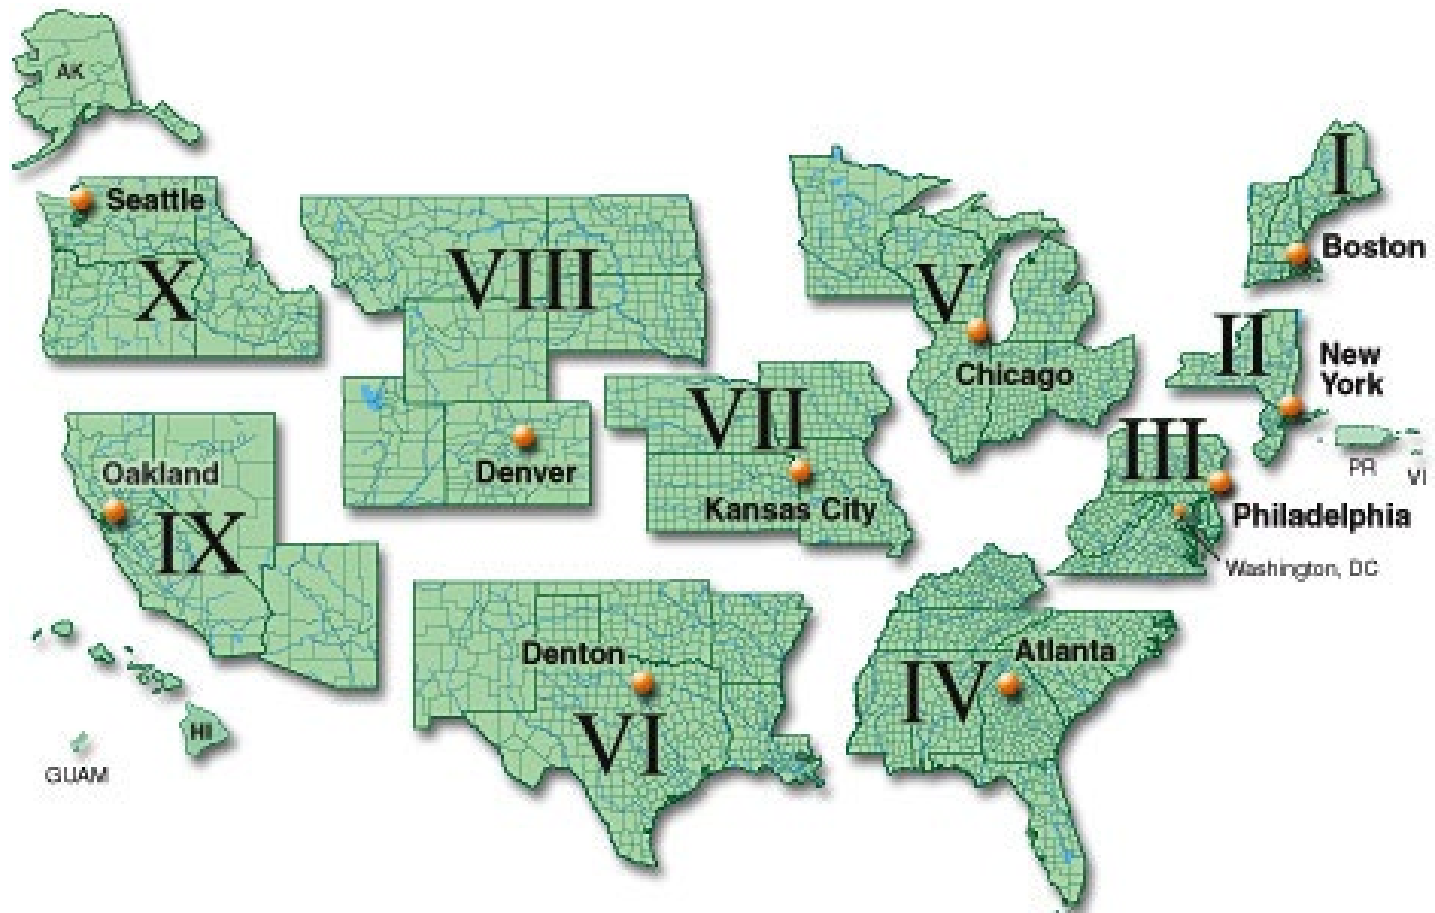 AK
Seattle
X
VIII
V
Chicago
I
Boston
II
New
York
PR
VI
III
Philadelphia
Washington, DC
VII
Kansas City
Denver
Oakland
IX
HI
GUAM
Denton
VI
Atlanta
IV